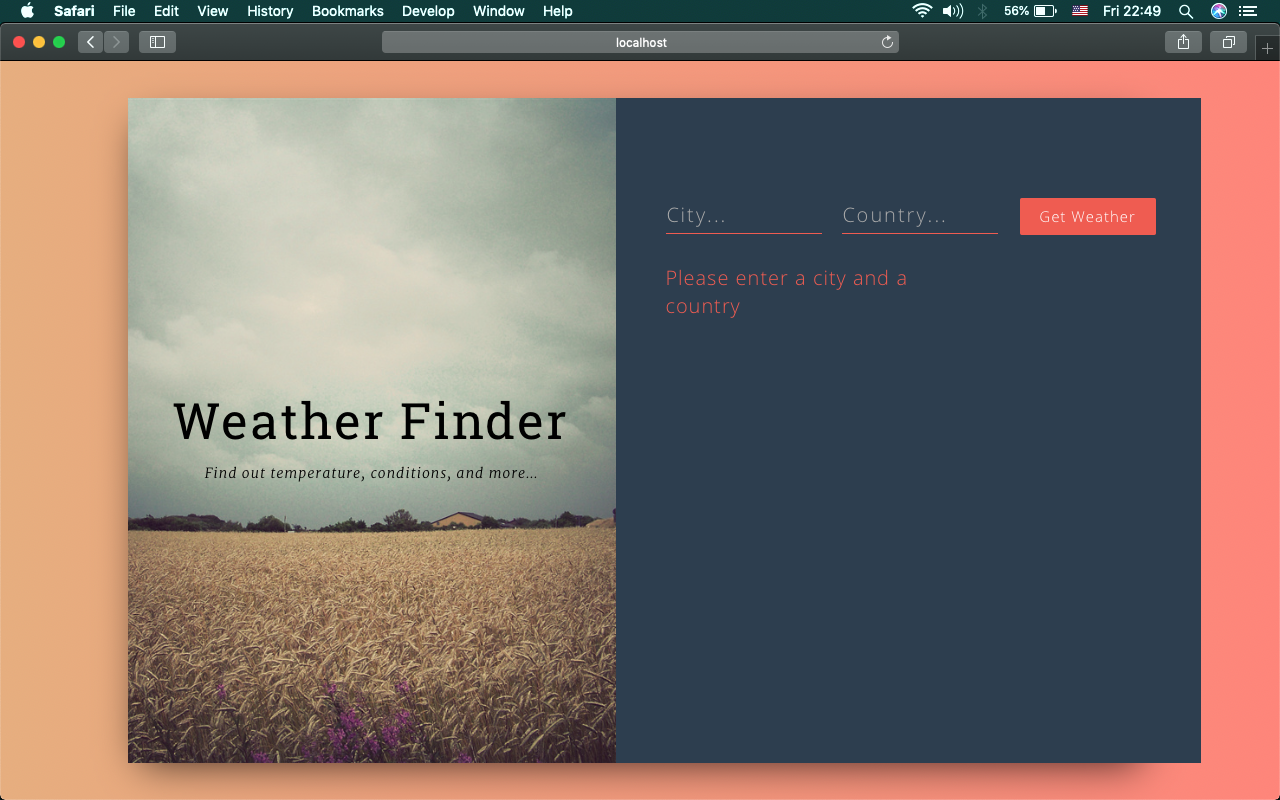 Safari File Edit View History Bookmarks Develop Window Help 56% Fri 22:49
localhost
City... Country... Get Weather
Please enter a city and a
country
Weather Finder
Find out temperature, conditions, and more...